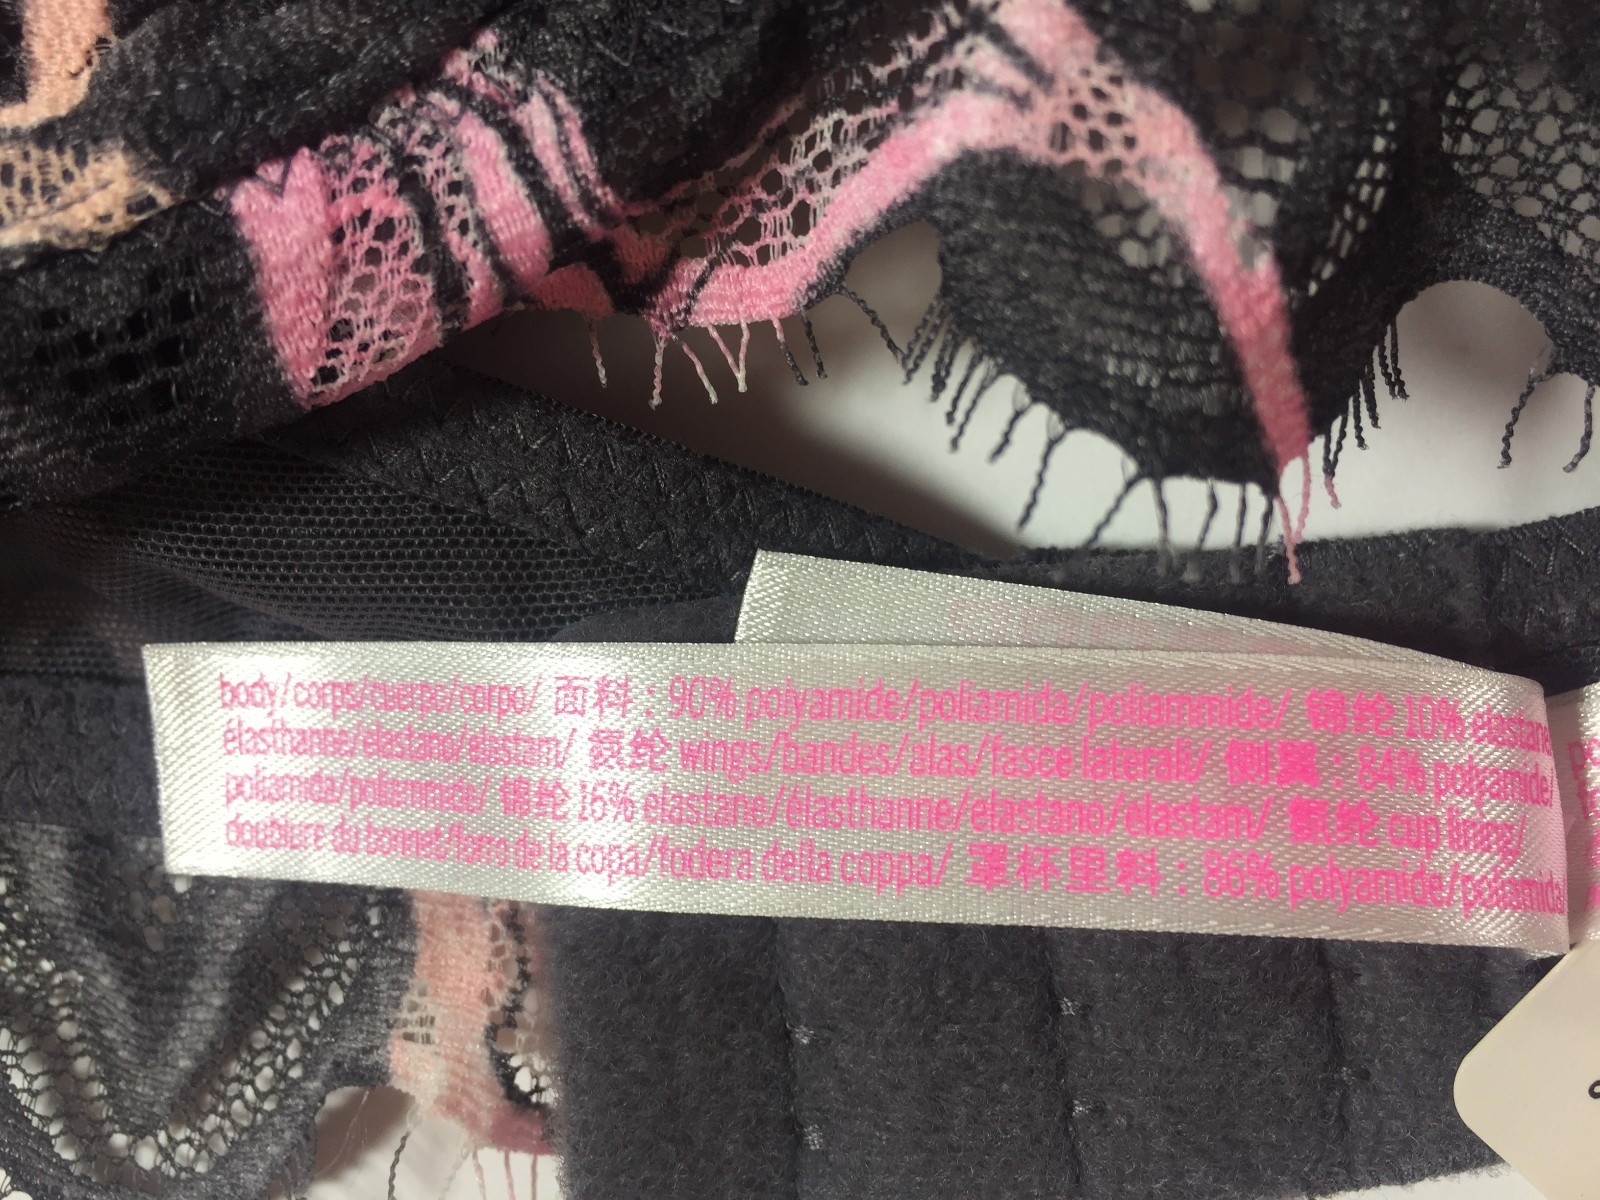 body/corps/cuerpo/corpo/ 面料 : 90% polyamide/poliamida/poliammide/ 锦纶 10% elastane
élasthanne/elastano/elastam/ 氨纶 wings/bandes/alas/fasce laterali/ 侧翼 : 84% polyamide/
poliamida/poliammide/ 锦纶 16% elastane/élasthanne/elastano/elastam/ 氨纶 cup lining/
doublure du bonnet/forro de la copa/fodera della coppa/ 罩杯里料 : 86% polyamide/poliamida